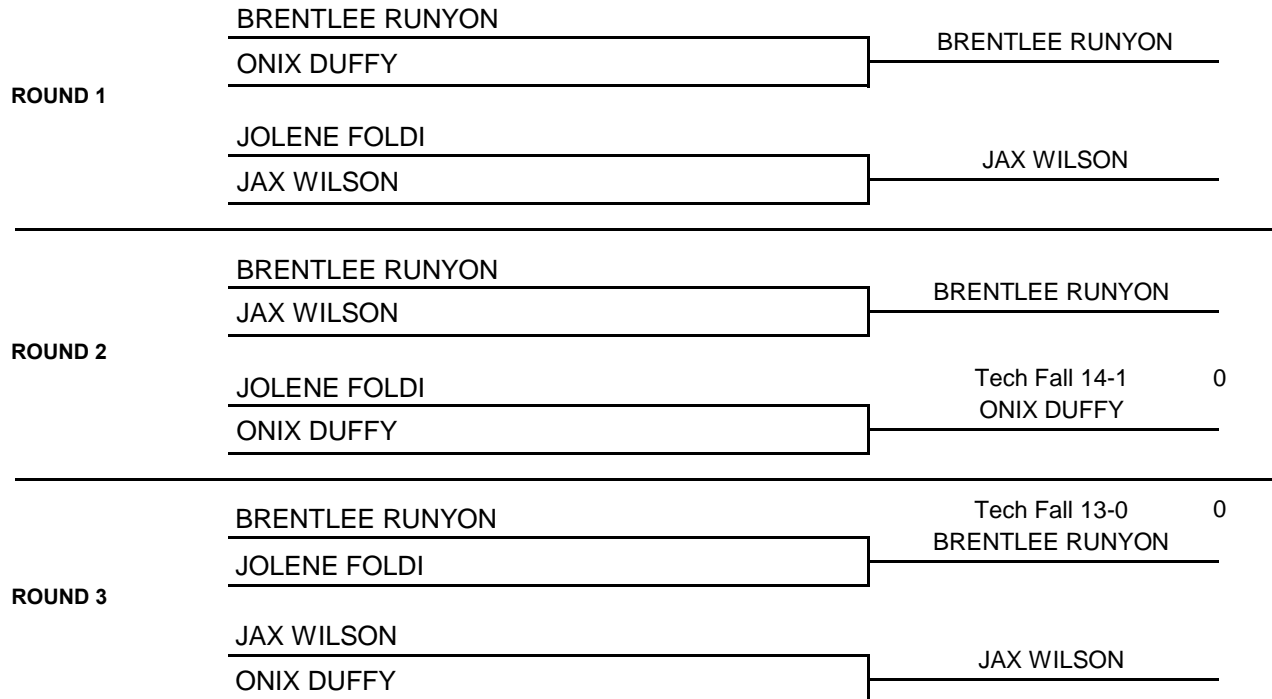 BRENTLEE RUNYON
BRENTLEE RUNYON
ONIX DUFFY
ROUND 1
JOLENE FOLDI
JAX WILSON
JAX WILSON
BRENTLEE RUNYON
BRENTLEE RUNYON
JAX WILSON
ROUND 2
Tech Fall 14-1 0
JOLENE FOLDI
ONIX DUFFY
ONIX DUFFY
Tech Fall 13-0 0
BRENTLEE RUNYON
BRENTLEE RUNYON
JOLENE FOLDI
ROUND 3
JAX WILSON
JAX WILSON
ONIX DUFFY